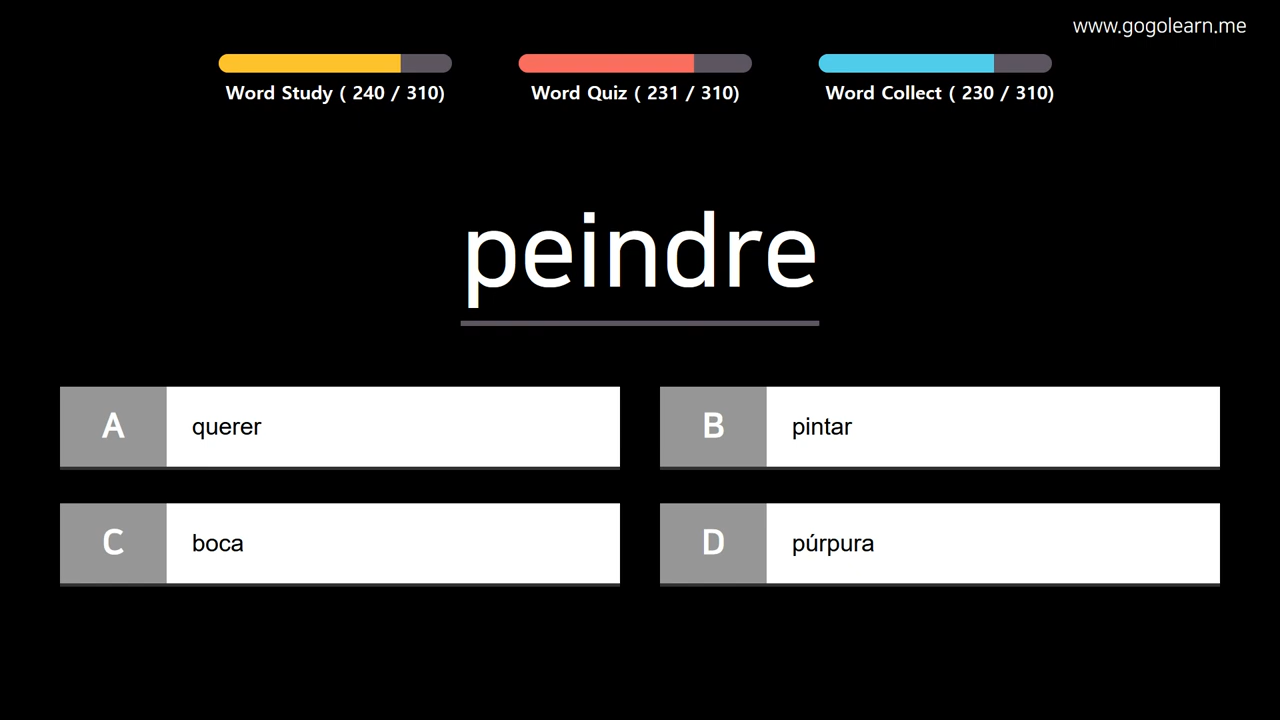 www.gogolearn.me
Word Study ( 240 / 310)
Word Quiz ( 231 / 310)
Word Collect ( 230 / 310)
peindre
A querer
B pintar
C boca
D púrpura